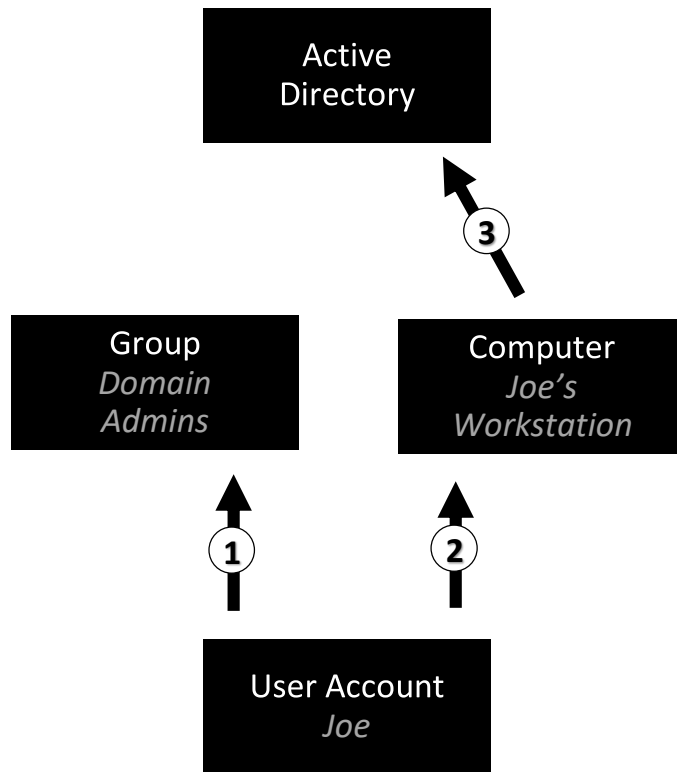 Active
Directory
3
Group
Domain
Admins
Computer
Joe’s
Workstation
1
2
User Account
Joe